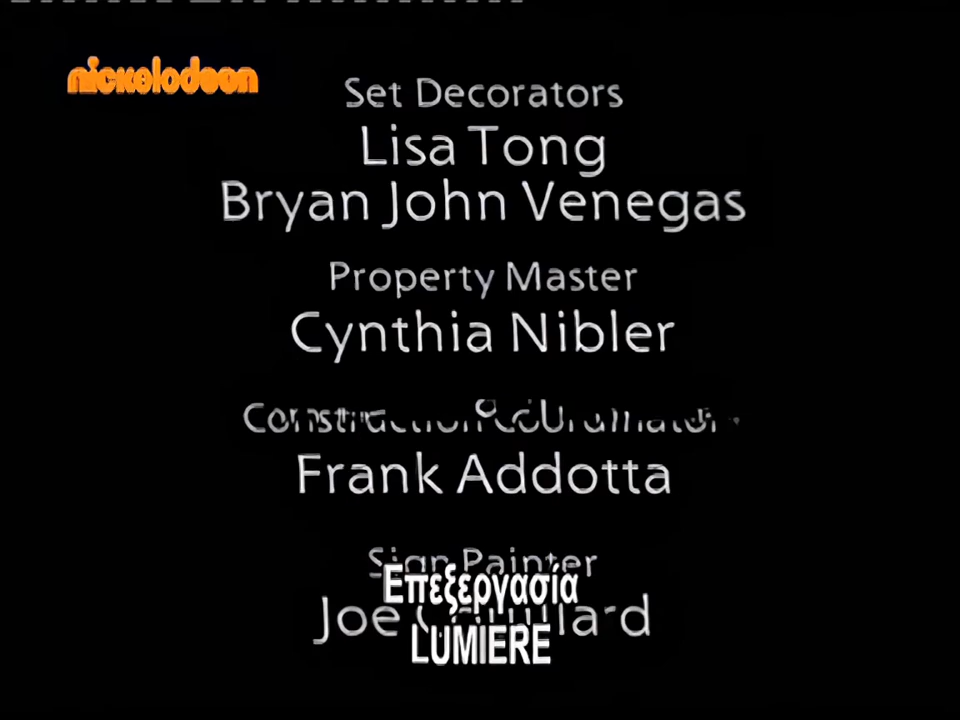 nickelodeon
Set Decorators
Lisa Tong
Bryan John Venegas
Property Master
Cynthia Nibler
Construction Coordinator
Frank Addotta
Sign Painter
Επεξεργασία
Joe
LUMIERE